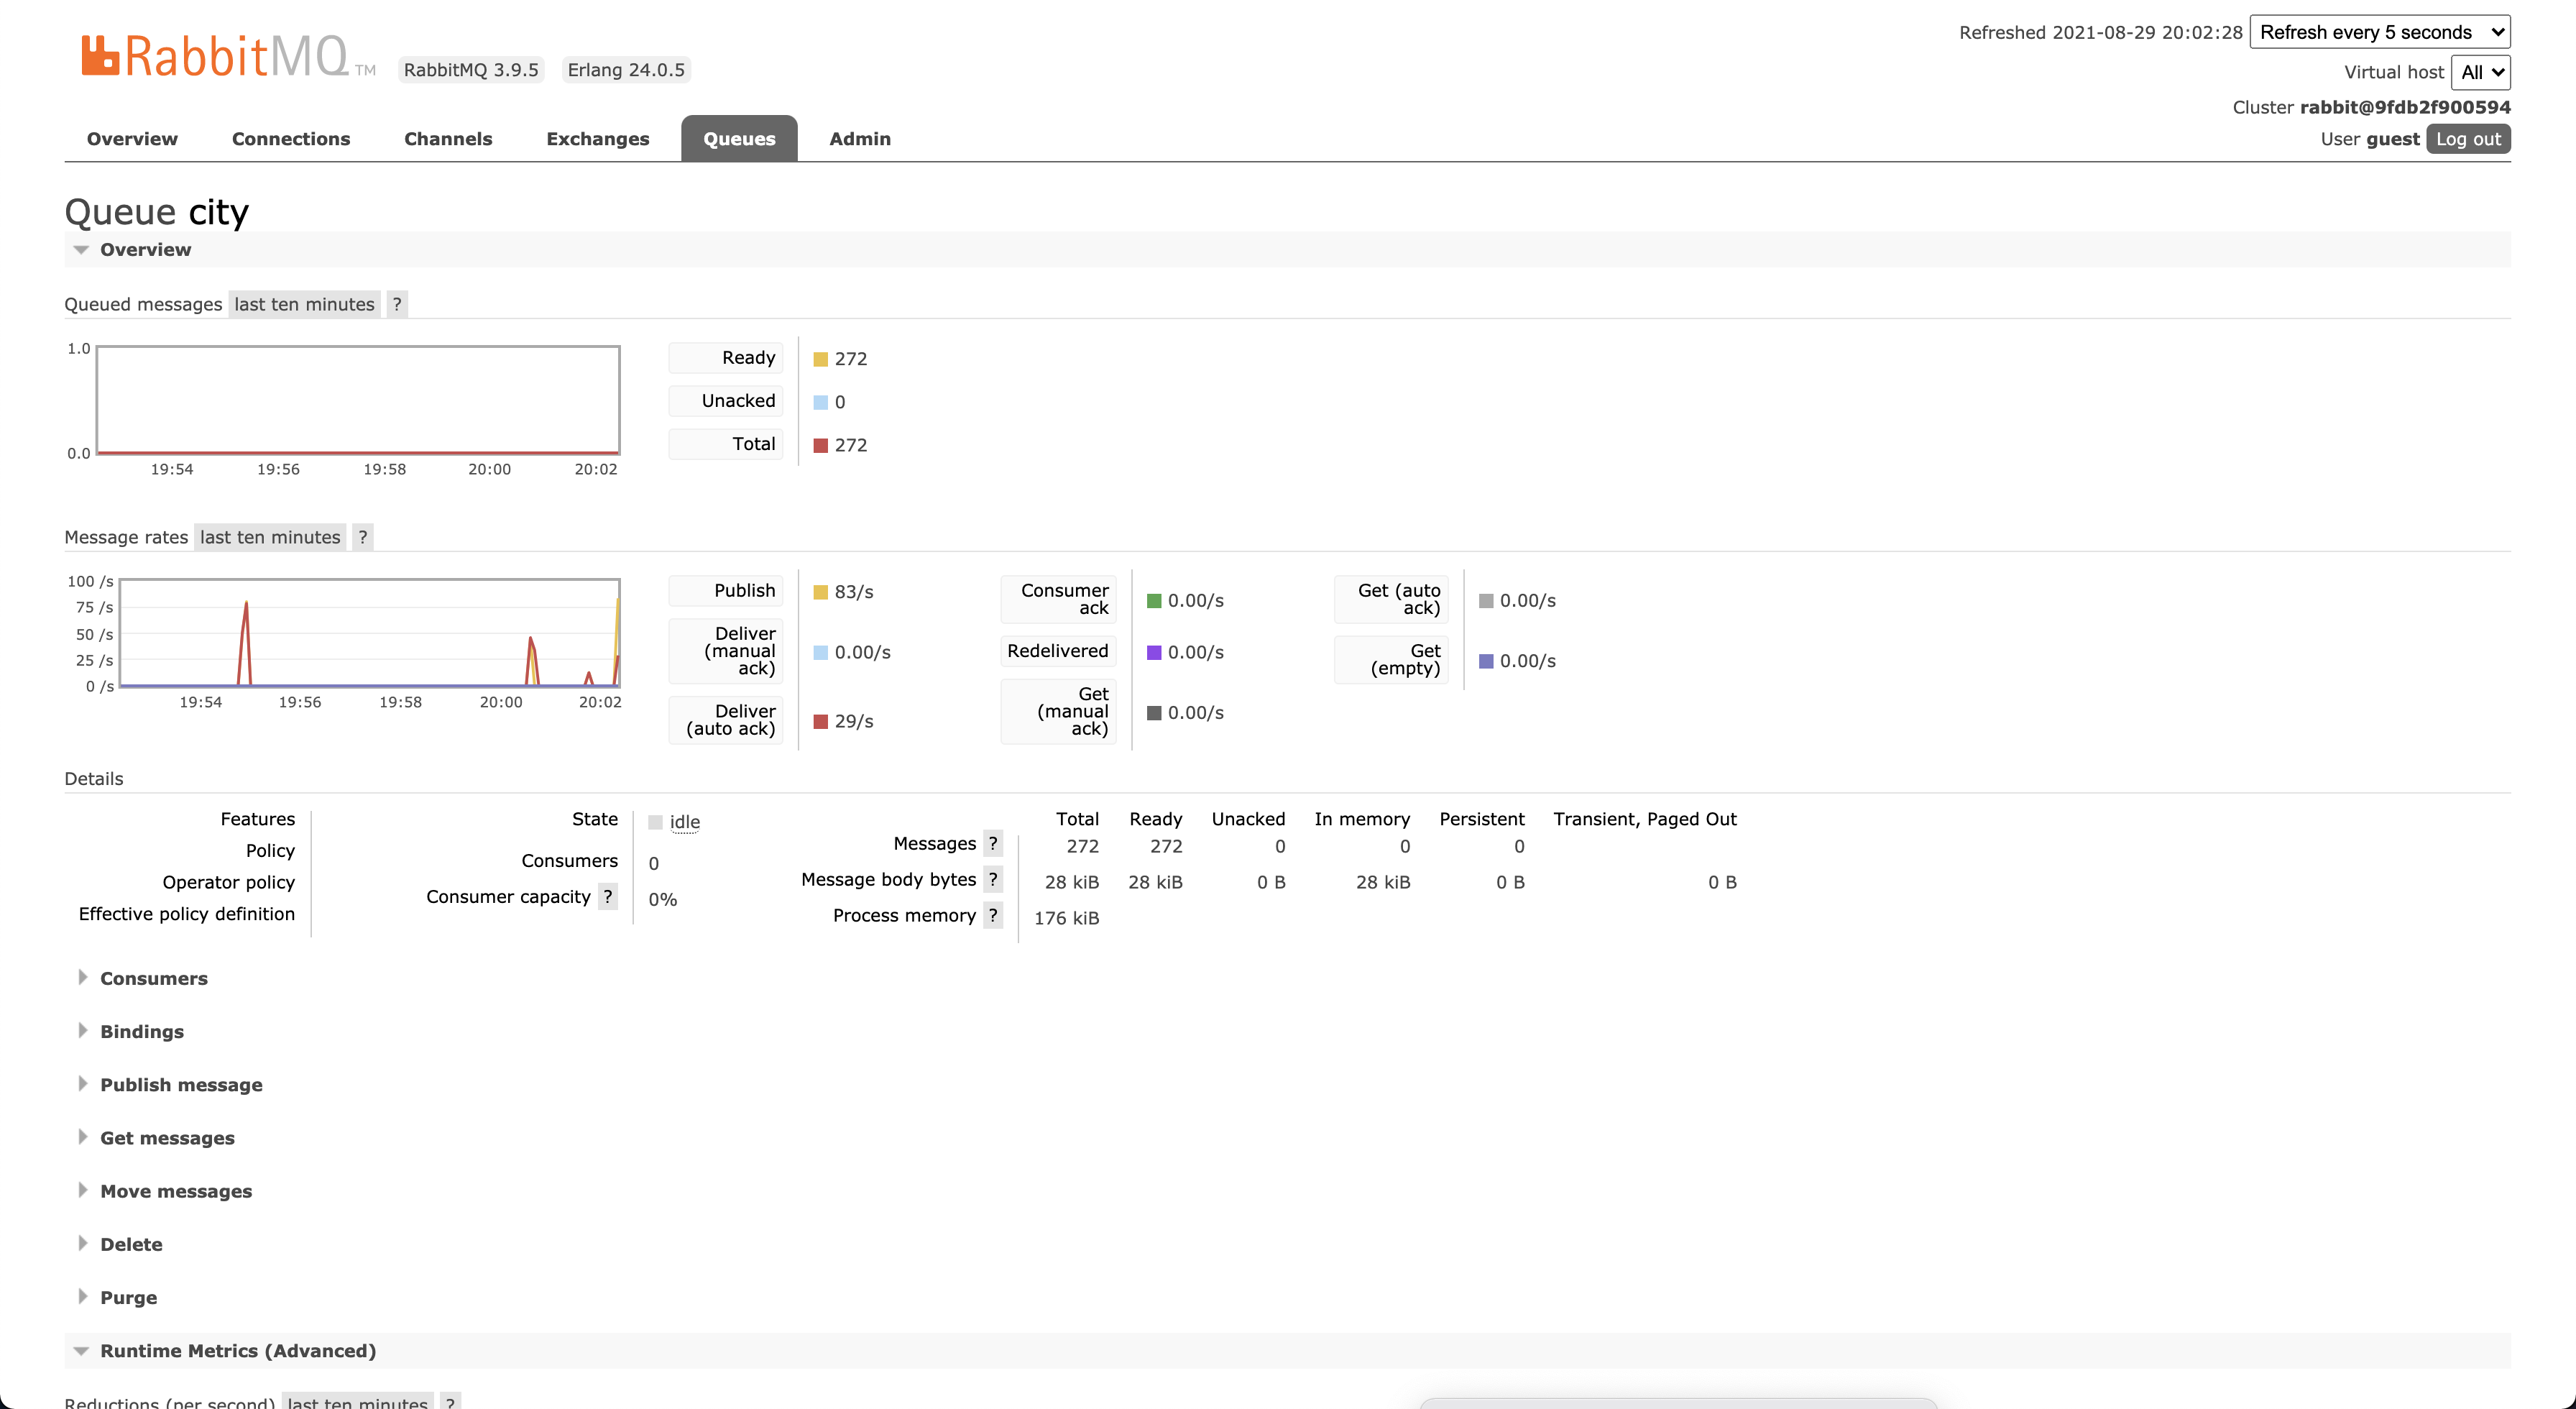 RabbitMQ TM RabbitMQ 3.9.5 Erlang 24.0.5
Refreshed 2021-08-29 20:02:28 Refresh every 5 seconds
Virtual host All
Cluster rabbit@9fdb2f900594
User guest Log out
Overview Connections Channels Exchanges Queues Admin
Queue city
Overview
Queued messages last ten minutes ?
1.0
0.0
19:54 19:56 19:58 20:00 20:02
Ready 272
Unacked 0
Total 272
Message rates last ten minutes ?
100 /s
75 /s
50 /s
25 /s
0 /s
19:54 19:56 19:58 20:00 20:02
Publish 83/s
Deliver
(manual
ack) 0.00/s
Deliver
(auto ack) 29/s
Consumer
ack 0.00/s
Redelivered 0.00/s
Get
(manual
ack) 0.00/s
Get (auto
ack) 0.00/s
Get
(empty) 0.00/s
Details
Features
Policy
Operator policy
Effective policy definition
State idle
Consumers 0
Consumer capacity ? 0%
Total Ready Unacked In memory Persistent Transient, Paged Out
Messages ? 272 272 0 0 0
Message body bytes ? 28 kiB 28 kiB 0 B 28 kiB 0 B 0 B
Process memory ? 176 kiB
Consumers
Bindings
Publish message
Get messages
Move messages
Delete
Purge
Runtime Metrics (Advanced)
Reductions (per second) last ten minutes ?